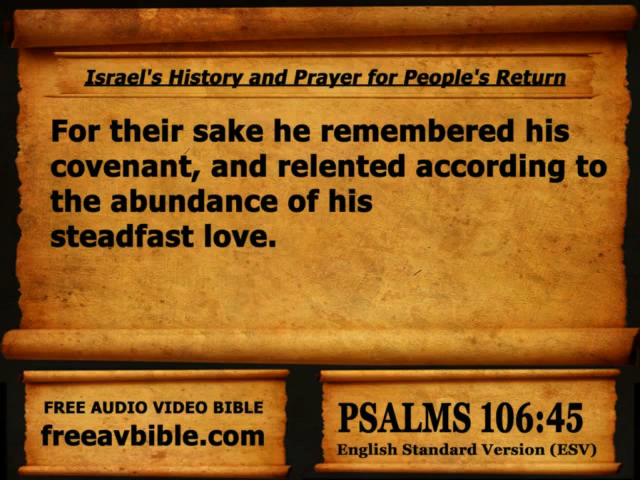 Israel's History and Prayer for People's Return
For their sake he remembered his
covenant, and relented according to
the abundance of his
steadfast love.
FREE AUDIO VIDEO BIBLE
freeavbible.com
PSALMS 106:45
English Standard Version (ESV)